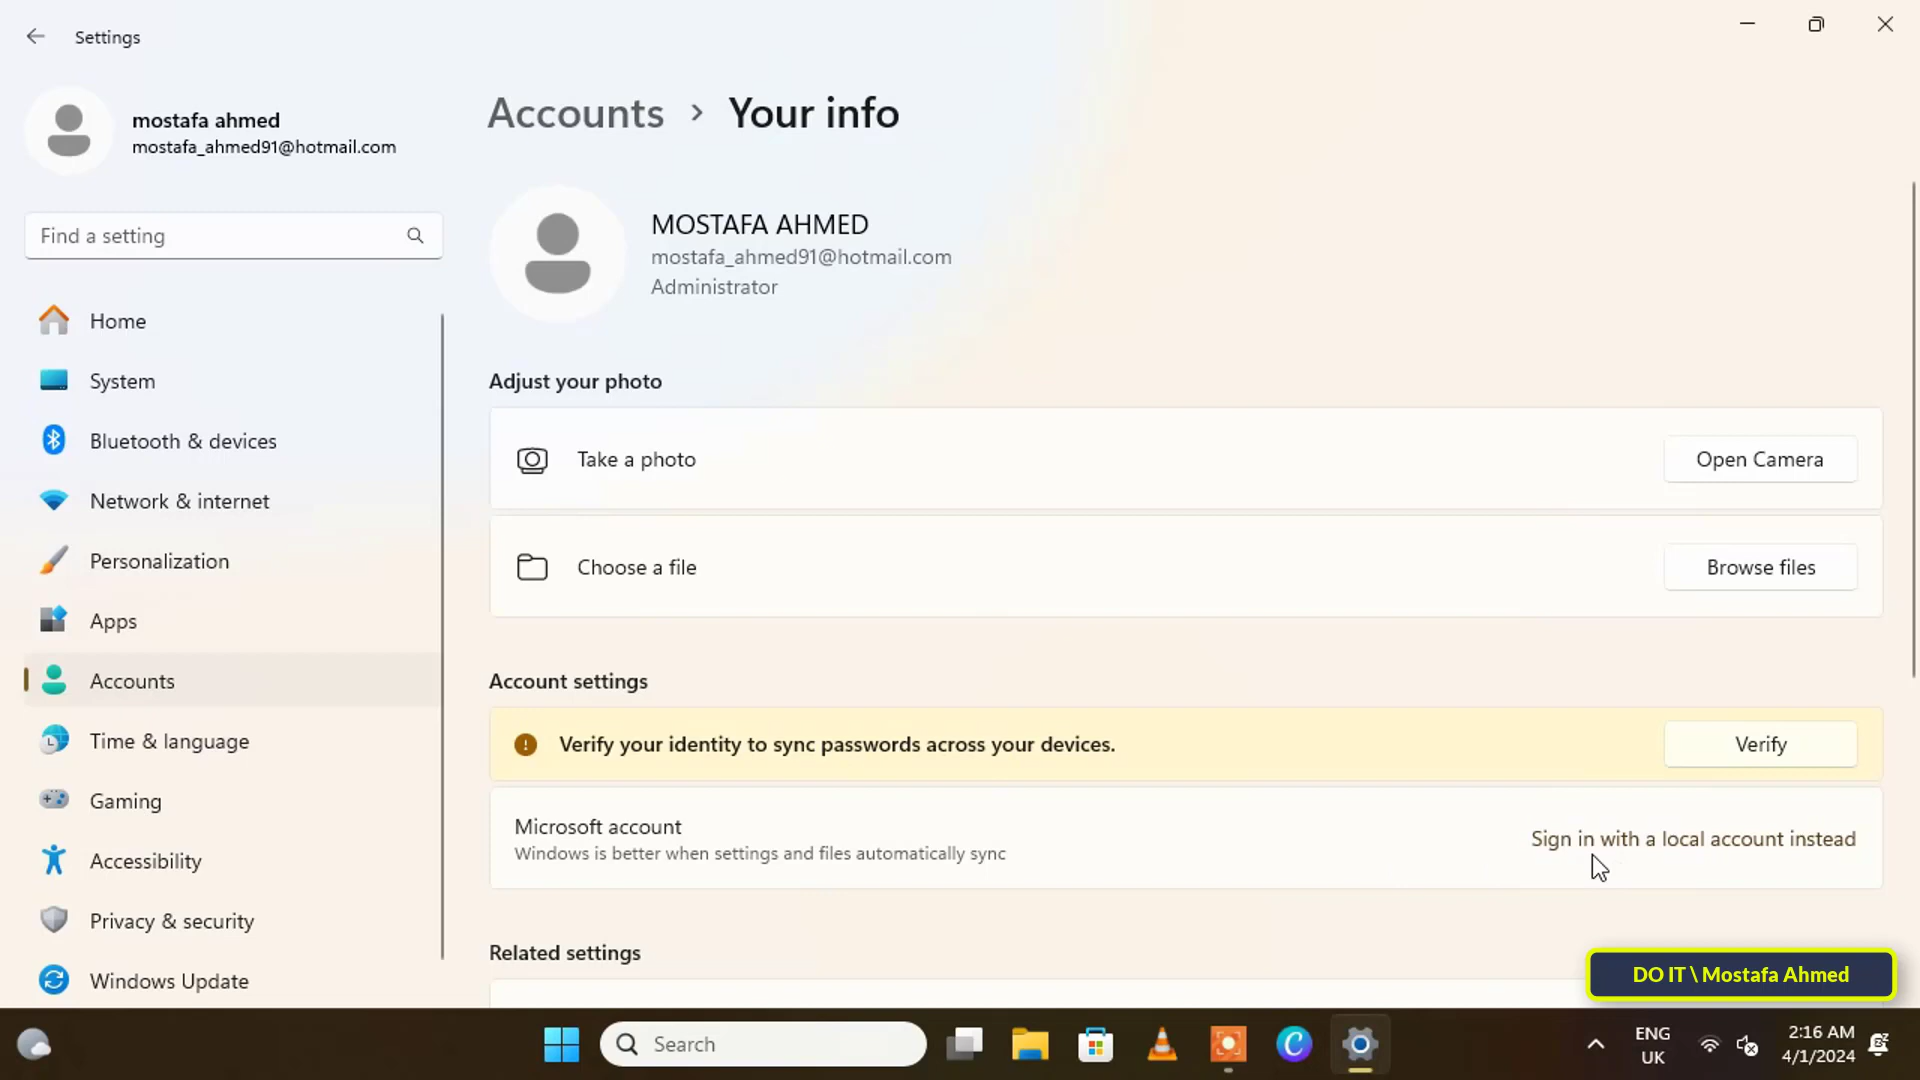 Settings
mostafa ahmed
mostafa_ahmed91@hotmail.com
Find a setting
Home
System
Bluetooth & devices
Network & internet
Personalization
Apps
Accounts
Time & language
Gaming
Accessibility
Privacy & security
Windows Update
Accounts > Your info
MOSTAFA AHMED
mostafa_ahmed91@hotmail.com
Administrator
Adjust your photo
Take a photo
Open Camera
Choose a file
Browse files
Account settings
Verify your identity to sync passwords across your devices.
Verify
Microsoft account
Windows is better when settings and files automatically sync
Sign in with a local account instead
Related settings
DO IT \ Mostafa Ahmed
Search
ENG
UK
2:16 AM
4/1/2024